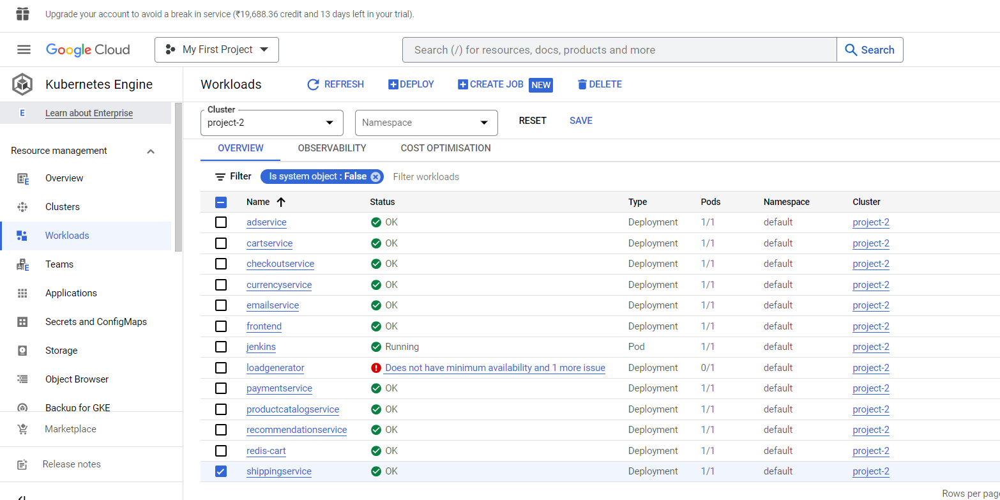 Upgrade your account to avoid a break in service (₹19,688.36 credit and 13 days left in your trial).
Google Cloud
My First Project
Search (/) for resources, docs, products and more
Search
Kubernetes Engine
E
Learn about Enterprise
Resource management
Overview
E
Clusters
Workloads
Teams
E
Applications
Secrets and ConfigMaps
Storage
Object Browser
Backup for GKE
Marketplace
Release notes
Workloads
REFRESH
DEPLOY
CREATE JOB
NEW
DELETE
Cluster
project-2
Namespace
RESET
SAVE
OVERVIEW
OBSERVABILITY
COST OPTIMISATION
Filter
Is system object : False
Filter workloads
Name Status Type Pods Namespace Cluster
adservice OK Deployment 1/1 default project-2
cartservice OK Deployment 1/1 default project-2
checkoutservice OK Deployment 1/1 default project-2
currencyservice OK Deployment 1/1 default project-2
emailservice OK Deployment 1/1 default project-2
frontend OK Deployment 1/1 default project-2
jenkins Running Pod 1/1 default project-2
loadgenerator Does not have minimum availability and 1 more issue Deployment 0/1 default project-2
paymentservice OK Deployment 1/1 default project-2
productcatalogservice OK Deployment 1/1 default project-2
recommendationservice OK Deployment 1/1 default project-2
redis-cart OK Deployment 1/1 default project-2
shippingservice OK Deployment 1/1 default project-2
Rows per pag